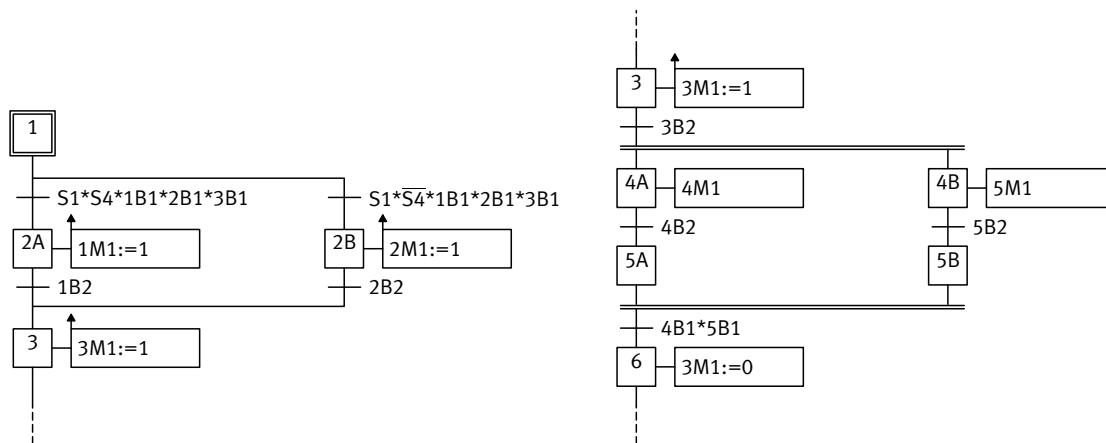 1
S1*S4*1B1*2B1*3B1
S1*S̅4̅*1B1*2B1*3B1
2A
1M1:=1
2B
2M1:=1
1B2
2B2
3
3M1:=1
3
3M1:=1
3B2
4A
4M1
4B
5M1
4B2
5B2
5A
5B
4B1*5B1
6
3M1:=0